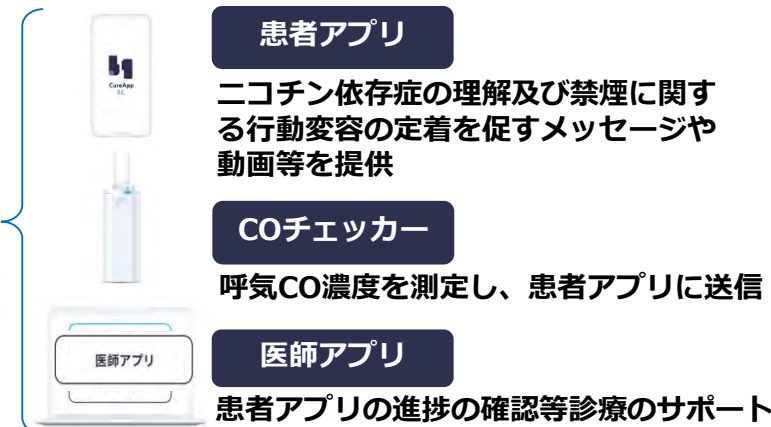 患者アプリ
CureApp
SC
ニコチン依存症の理解及び禁煙に関す
る行動変容の定着を促すメッセージや
動画等を提供
COチェッカー
呼気CO濃度を測定し、患者アプリに送信
医師アプリ
医師アプリ
患者アプリの進捗の確認等診療のサポート